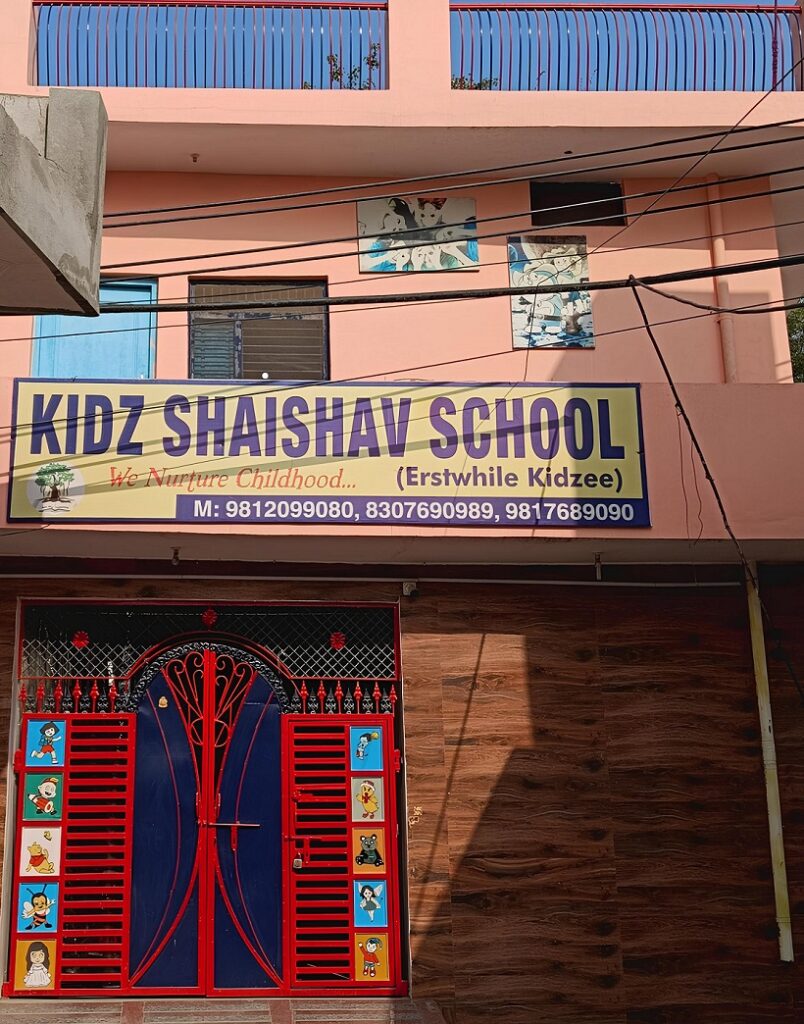 KIDZ SHAISHAV SCHOOL
We Nurture Childhood...
(Erstwhile Kidzee)
M: 9812099080, 8307690989, 9817689090